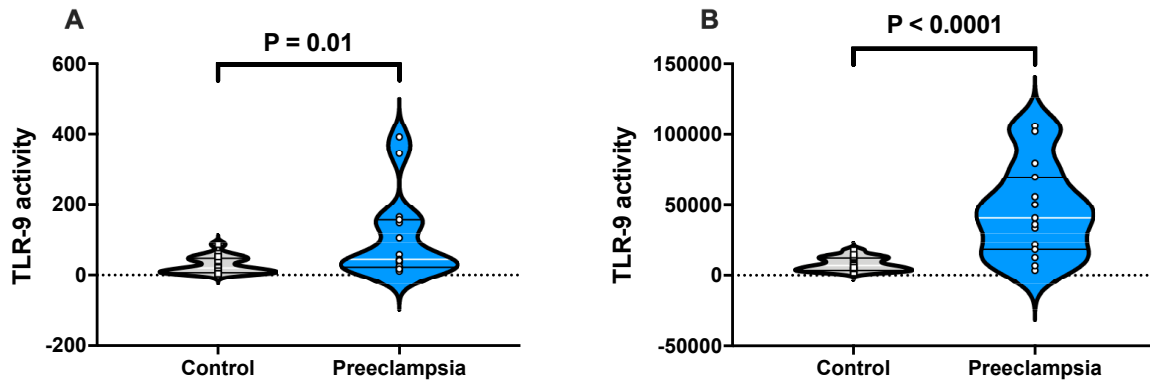 A
P = 0.01
TLR-9 activity
600
400
200
0
-200
Control
Preeclampsia
B
P < 0.0001
TLR-9 activity
150000
100000
50000
0
-50000
Control
Preeclampsia